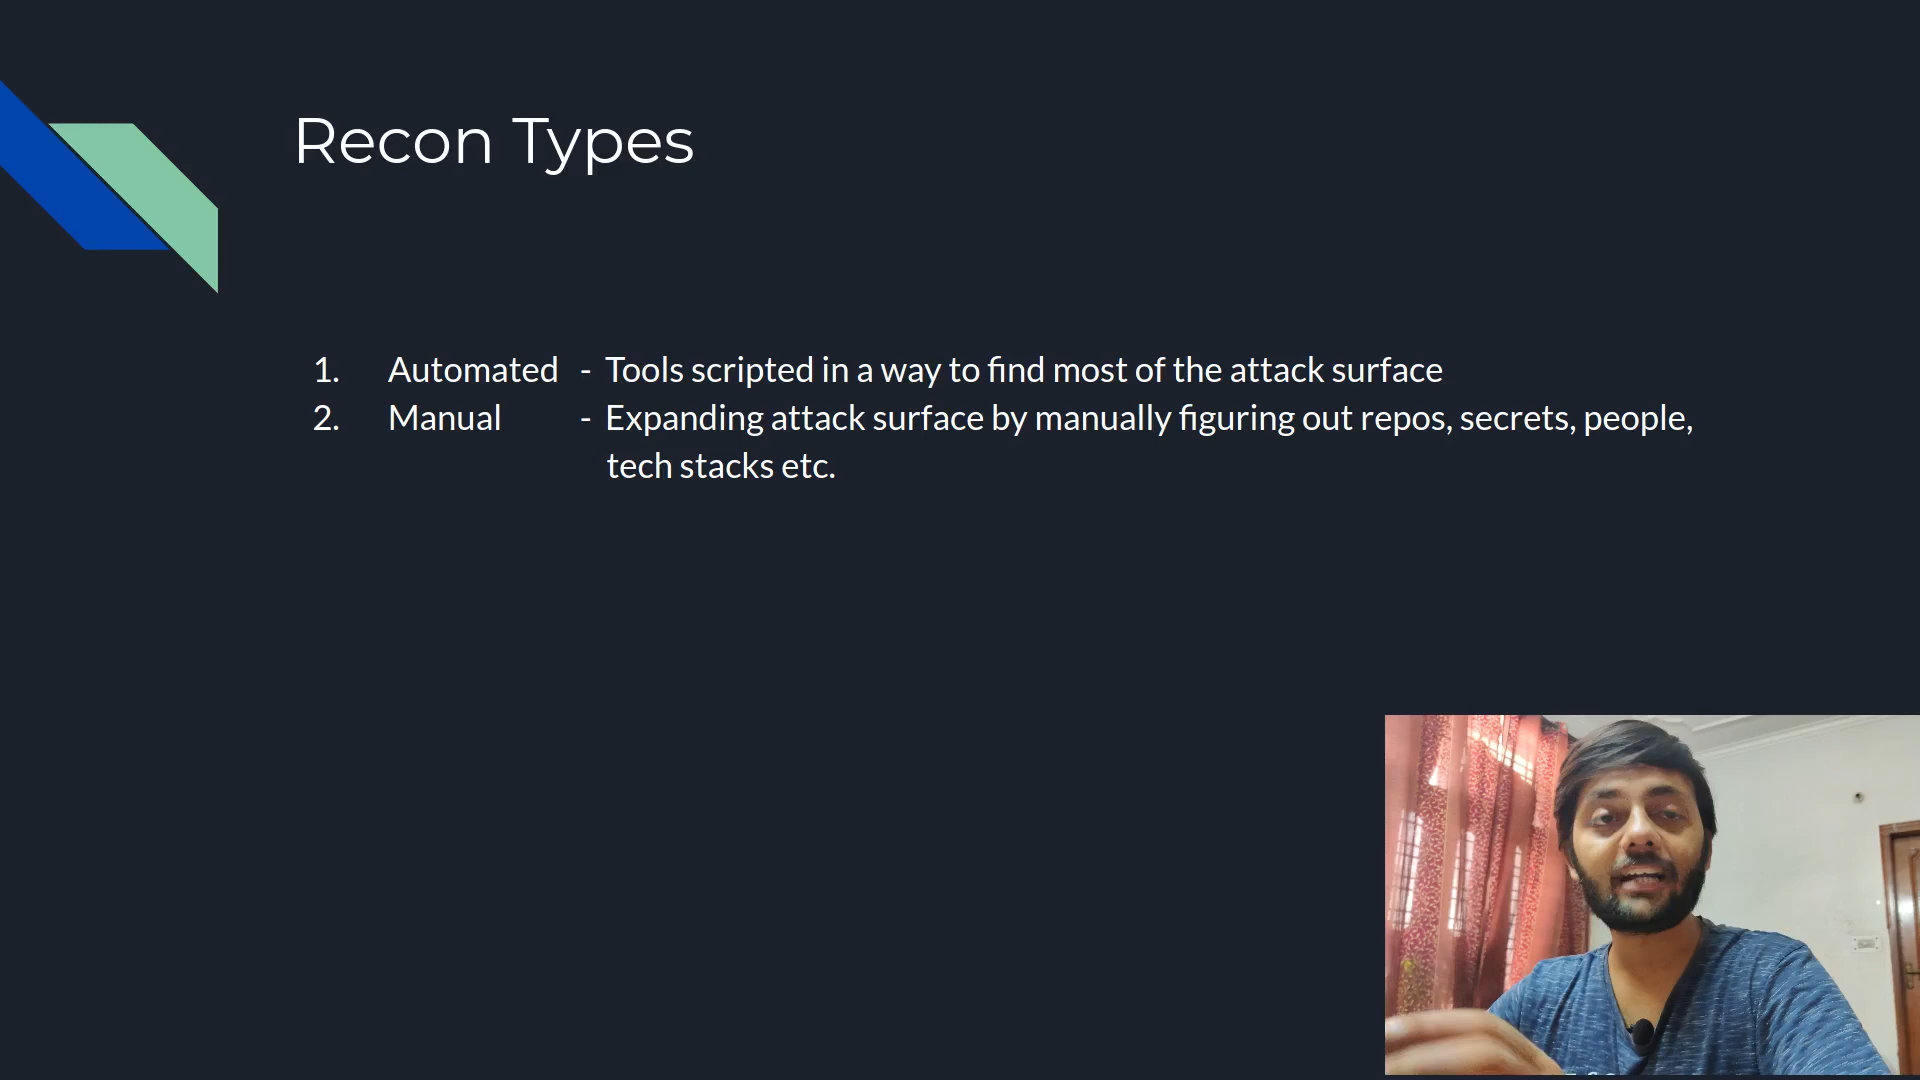 Recon Types
1. Automated - Tools scripted in a way to find most of the attack surface
2. Manual - Expanding attack surface by manually figuring out repos, secrets, people,
tech stacks etc.